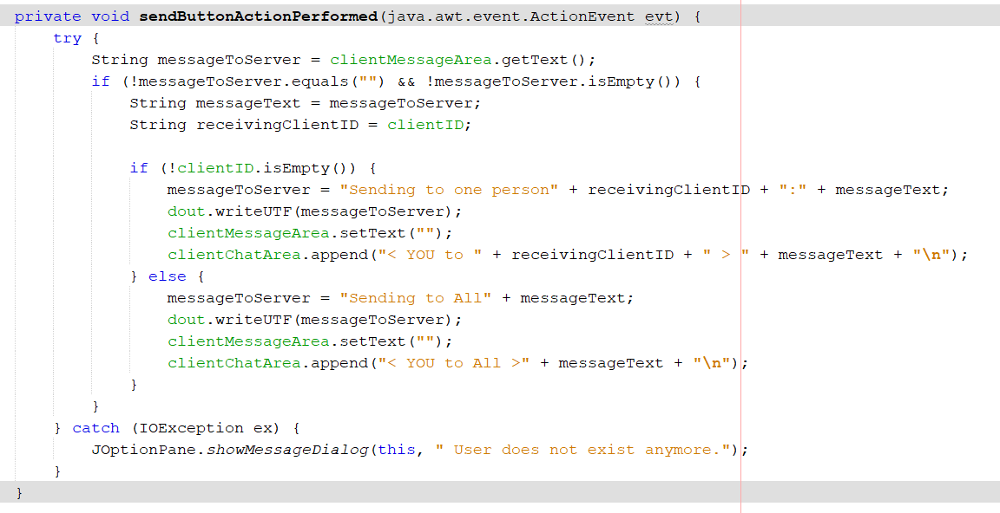 private void sendButtonActionPerformed(java.awt.event.ActionEvent evt) {
    try {
        String messageToServer = clientMessageArea.getText();
        if (!messageToServer.equals("") && !messageToServer.isEmpty()) {
            String messageText = messageToServer;
            String receivingClientID = clientID;

            if (!clientID.isEmpty()) {
                messageToServer = "Sending to one person" + receivingClientID + ":" + messageText;
                dout.writeUTF(messageToServer);
                clientMessageArea.setText("");
                clientChatArea.append("< YOU to " + receivingClientID + " > " + messageText + "\n");
            } else {
                messageToServer = "Sending to All" + messageText;
                dout.writeUTF(messageToServer);
                clientMessageArea.setText("");
                clientChatArea.append("< YOU to All >" + messageText + "\n");
            }
        }
    } catch (IOException ex) {
        JOptionPane.showMessageDialog(this, " User does not exist anymore.");
    }
}